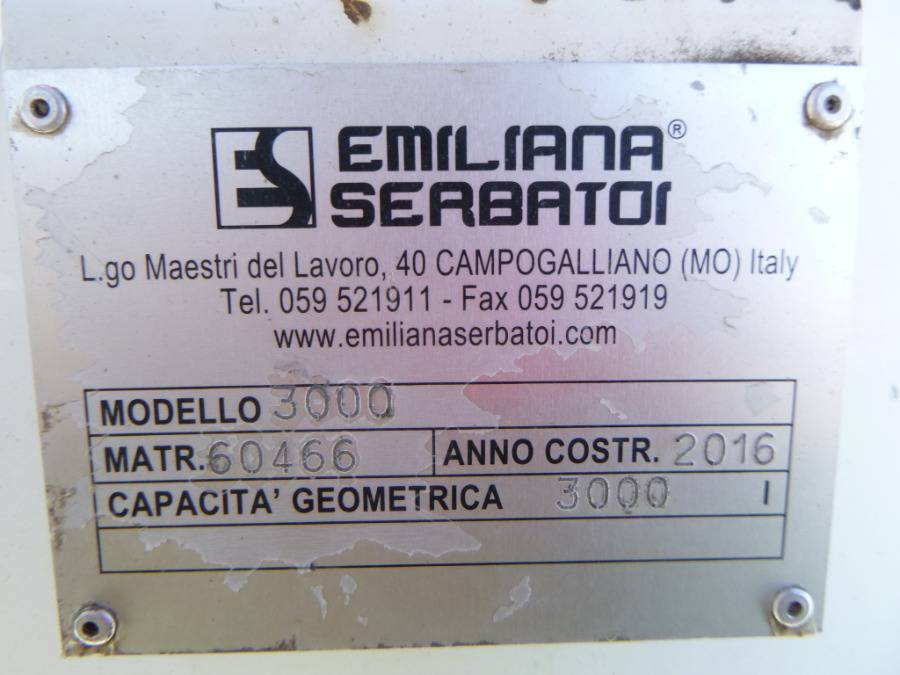 ES EMILIANA®
SERBATOI
L.go Maestri del Lavoro, 40 CAMPOGALLIANO (MO) Italy
Tel. 059 521911 - Fax 059 521919
www.emilianaserbatoi.com
MODELLO 3000
MATR. 60466 ANNO COSTR. 2016
CAPACiTA' GEOMETRICA 3000 l